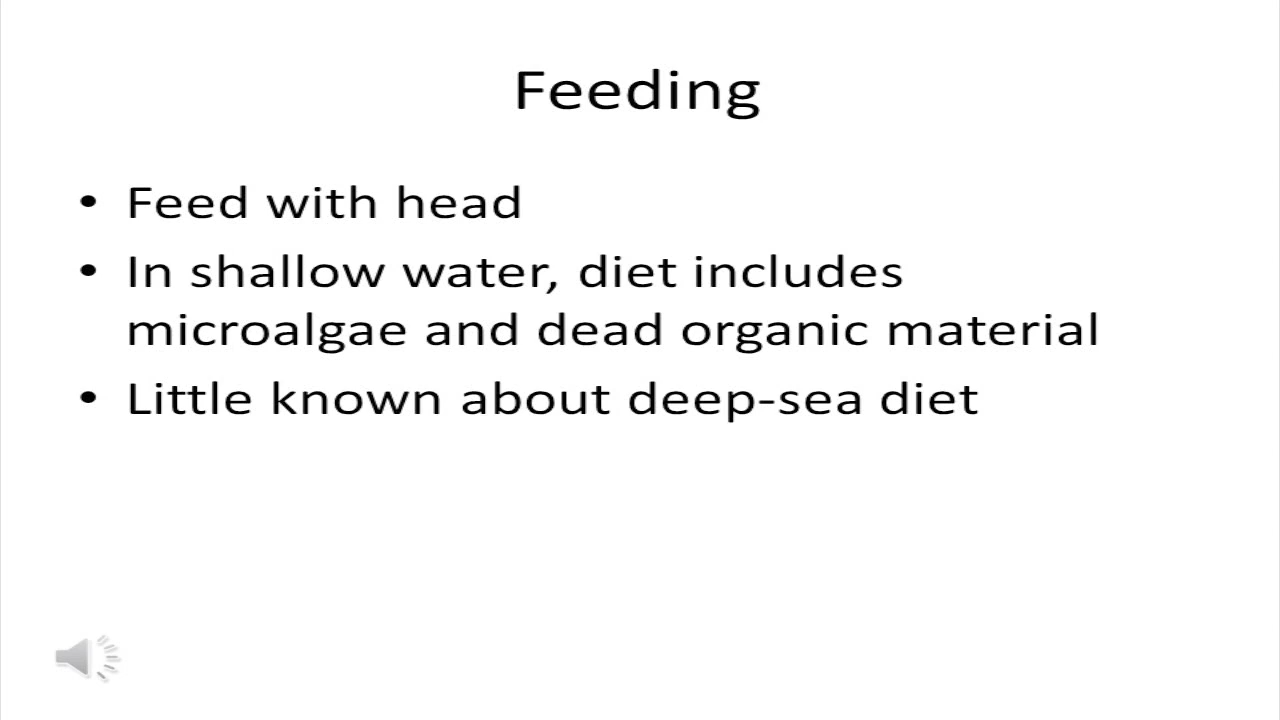 Feeding
• Feed with head
• In shallow water, diet includes
microalgae and dead organic material
• Little known about deep-sea diet